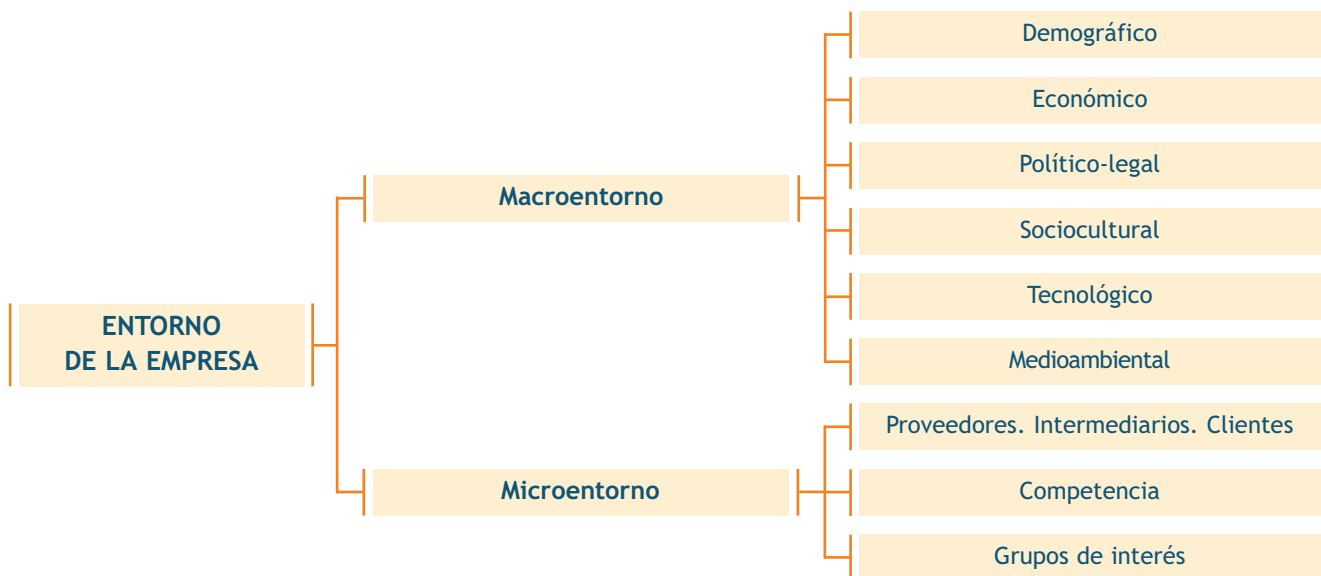 ENTORNO
DE LA EMPRESA
Macroentorno
Demográfico
Económico
Político-legal
Sociocultural
Tecnológico
Medioambiental
Microentorno
Proveedores. Intermediarios. Clientes
Competencia
Grupos de interés